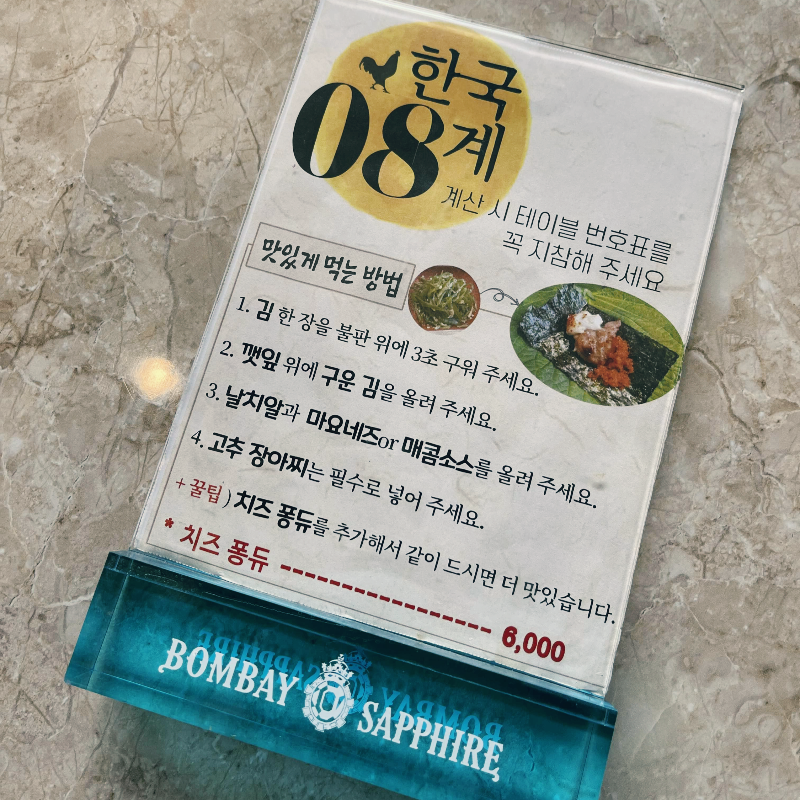 한국
08계
계산 시 테이블 번호표를
꼭 지참해 주세요
맛있게 먹는 방법
1. 김 한 장을 불판 위에 3초 구워 주세요.
2. 깻잎 위에 구운 김을 올려 주세요.
3. 날치알과 마요네즈or 매콤소스를 올려 주세요.
4. 고추 장아찌는 필수로 넣어 주세요.
+ 꿀팁 ) 치즈 퐁듀를 추가해서 같이 드시면 더 맛있습니다.
* 치즈 퐁듀 ------------------ 6,000
BOMBAY SAPPHIRE